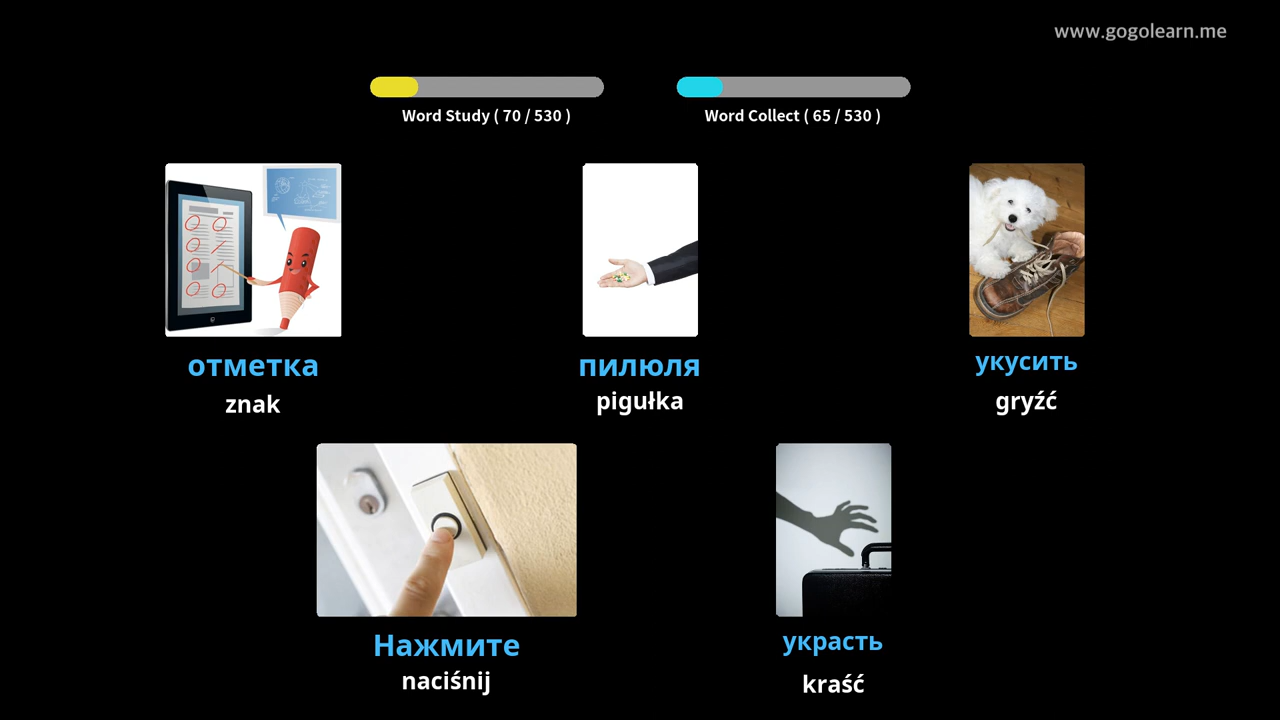 www.gogolearn.me
Word Study ( 70 / 530 )
Word Collect ( 65 / 530 )
отметка
znak
пилюля
pigułka
укусить
gryźć
Нажмите
naciśnij
украсть
kraść